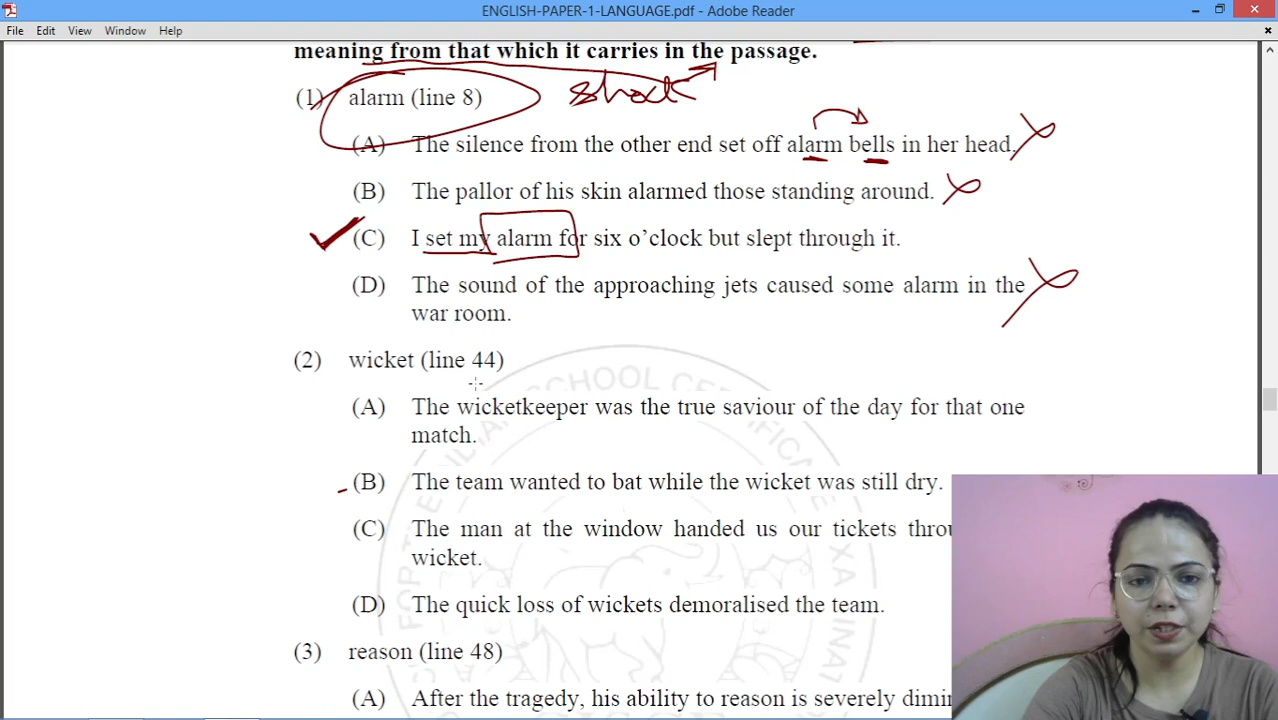 ENGLISH-PAPER-1-LANGUAGE.pdf - Adobe Reader
File Edit View Window Help
meaning from that which it carries in the passage.
(1) alarm (line 8) shock
(A) The silence from the other end set off alarm bells in her head.
(B) The pallor of his skin alarmed those standing around.
(C) I set my alarm for six o’clock but slept through it.
(D) The sound of the approaching jets caused some alarm in the
war room.
(2) wicket (line 44)
(A) The wicketkeeper was the true saviour of the day for that one
match.
(B) The team wanted to bat while the wicket was still dry.
(C) The man at the window handed us our tickets throu
wicket.
(D) The quick loss of wickets demoralised the team.
(3) reason (line 48)
(A) After the tragedy, his ability to reason is severely dimi